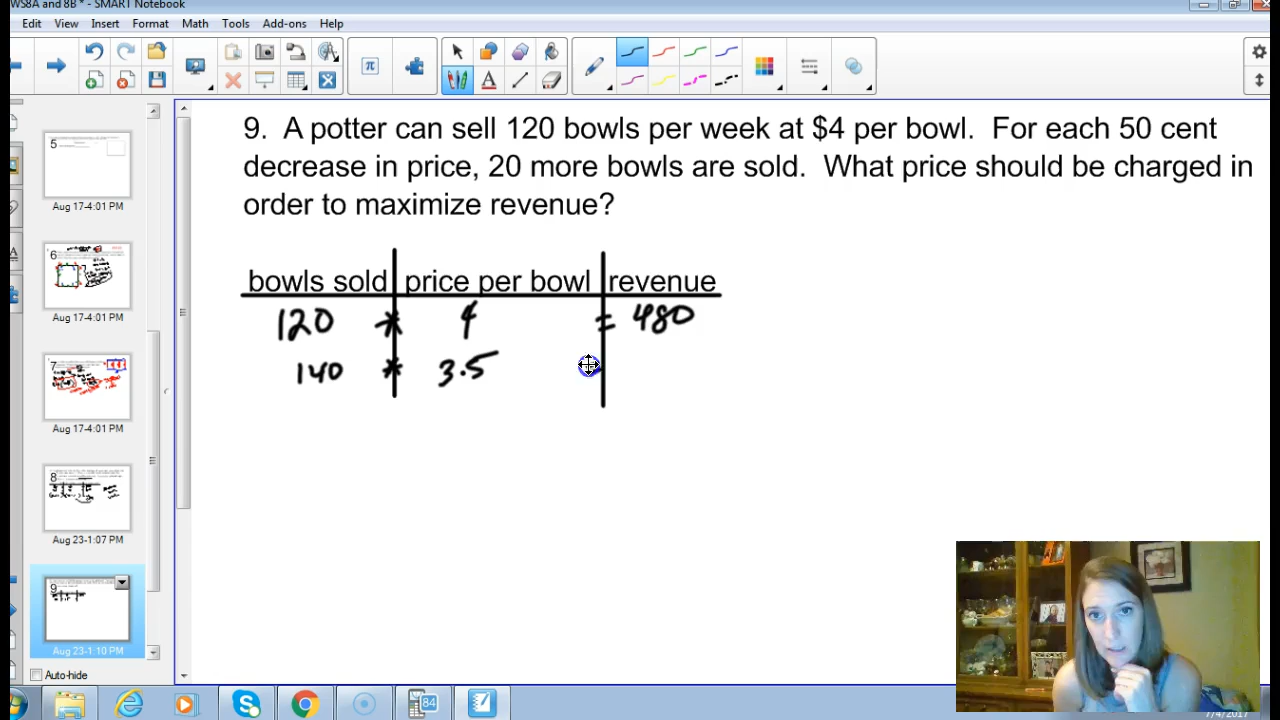 WS8A and 8B * - SMART Notebook
Edit View Insert Format Math Tools Add-ons Help
π
A
5
Aug 17-4:01 PM
6
Aug 17-4:01 PM
7
Aug 17-4:01 PM
8
Aug 23-1:07 PM
9
Aug 23-1:10 PM
Auto-hide
9. A potter can sell 120 bowls per week at $4 per bowl. For each 50 cent
decrease in price, 20 more bowls are sold. What price should be charged in
order to maximize revenue?
bowls sold price per bowl revenue
120 * 4 = 480
140 * 3.5
84
7/4/2017